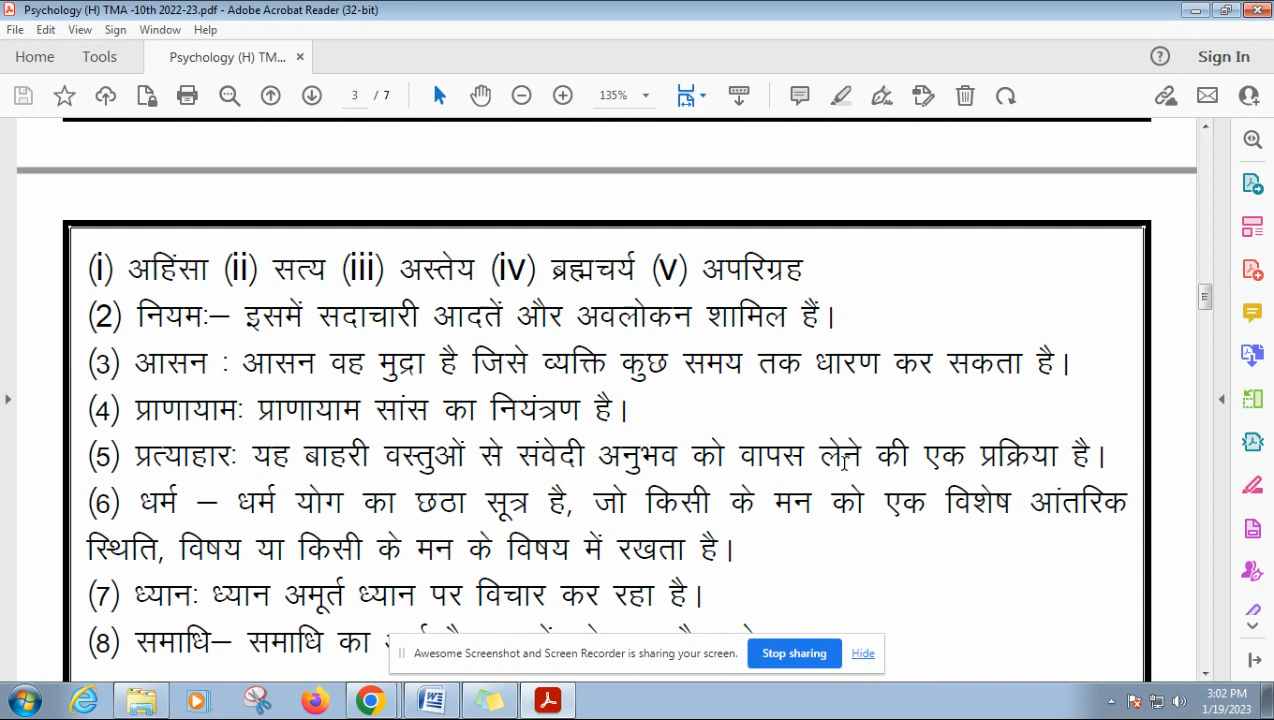 Psychology (H) TMA -10th 2022-23.pdf - Adobe Acrobat Reader (32-bit)
File Edit View Sign Window Help
Home Tools Psychology (H) TM... × Sign In
3 / 7 135%
(i) अहिंसा (ii) सत्य (iii) अस्तेय (iv) ब्रह्मचर्य (v) अपरिग्रह
(2) नियमः– इसमें सदाचारी आदतें और अवलोकन शामिल हैं।
(3) आसन : आसन वह मुद्रा है जिसे व्यक्ति कुछ समय तक धारण कर सकता है।
(4) प्राणायामः प्राणायाम सांस का नियंत्रण है।
(5) प्रत्याहारः यह बाहरी वस्तुओं से संवेदी अनुभव को वापस लेने की एक प्रक्रिया है।
(6) धर्म – धर्म योग का छठा सूत्र है, जो किसी के मन को एक विशेष आंतरिक
स्थिति, विषय या किसी के मन के विषय में रखता है।
(7) ध्यानः ध्यान अमूर्त ध्यान पर विचार कर रहा है।
(8) समाधि– समाधि का
Awesome Screenshot and Screen Recorder is sharing your screen. Stop sharing Hide
3:02 PM
1/19/2023